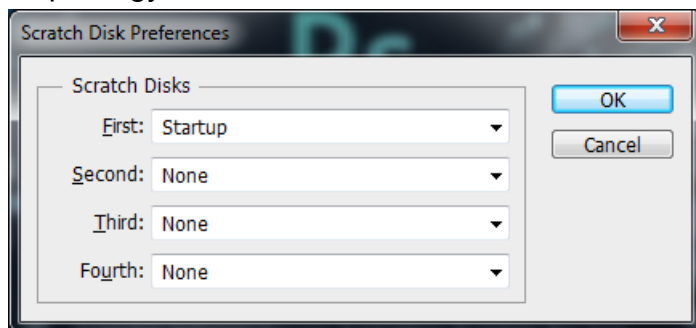 Scratch Disk Preferences
Scratch Disks
OK
First: Startup
Cancel
Second: None
Third: None
Fourth: None